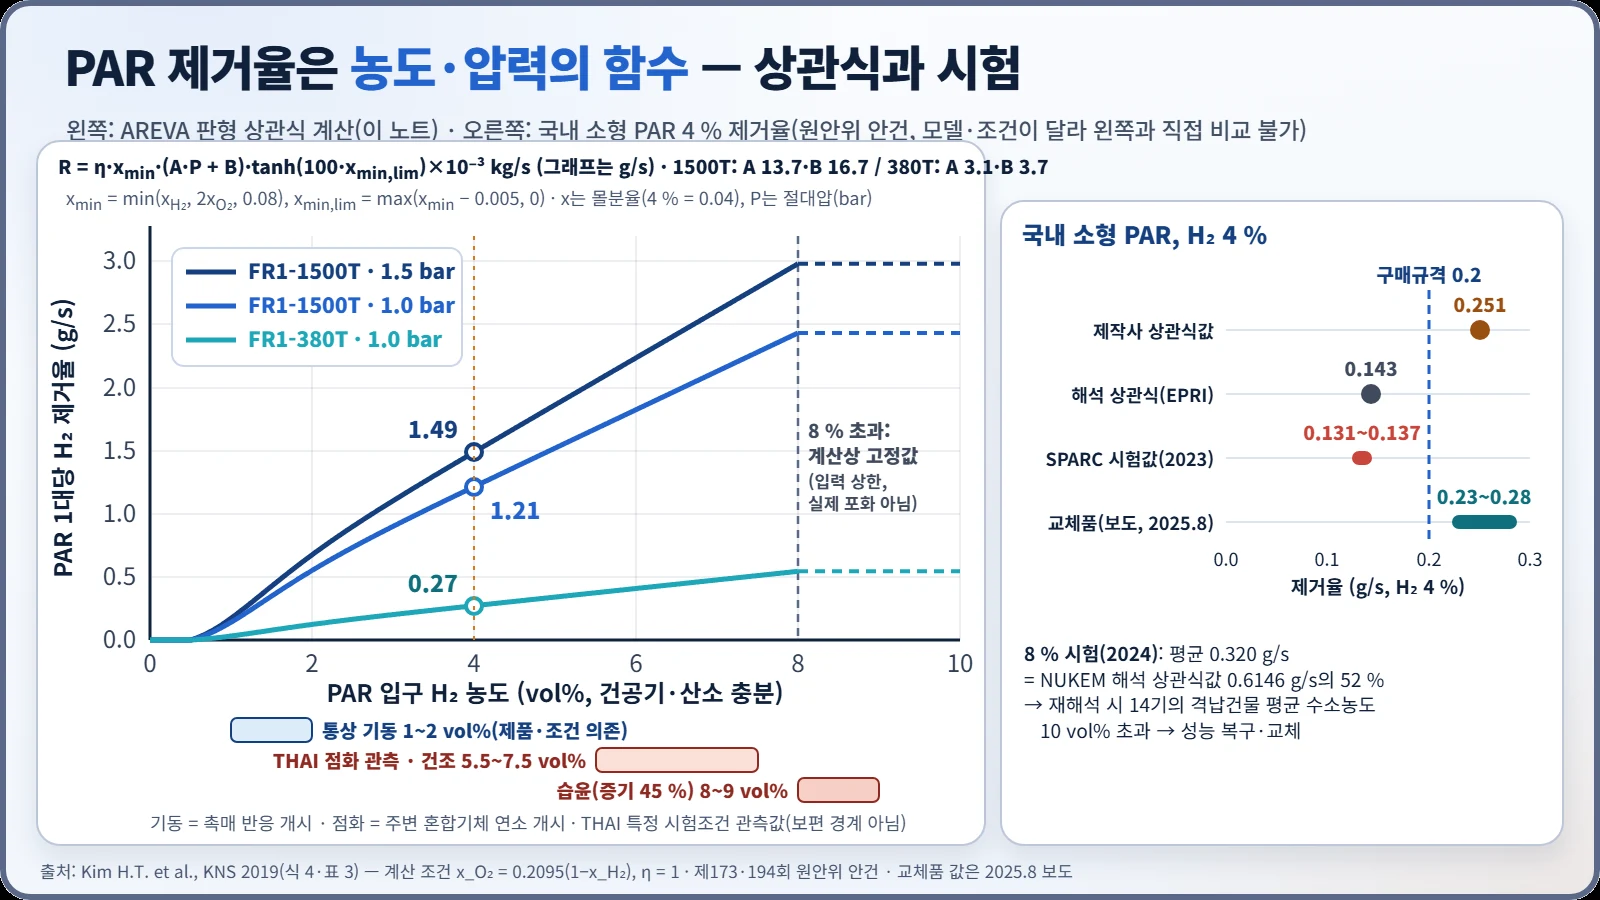 PAR 제거율은 농도·압력의 함수 — 상관식과 시험
왼쪽: AREVA 판형 상관식 계산(이 노트) · 오른쪽: 국내 소형 PAR 4 % 제거율(원안위 안건, 모델·조건이 달라 왼쪽과 직접 비교 불가)
R = η·x_min·(A·P + B)·tanh(100·x_min,lim)×10⁻³ kg/s (그래프는 g/s) · 1500T: A 13.7·B 16.7 / 380T: A 3.1·B 3.7
x_min = min(x_H₂, 2x_O₂, 0.08), x_min,lim = max(x_min − 0.005, 0) · x는 몰분율(4 % = 0.04), P는 절대압(bar)
PAR 1대당 H₂ 제거율 (g/s)
3.0
2.5
2.0
1.5
1.0
0.5
0.0
FR1-1500T · 1.5 bar
FR1-1500T · 1.0 bar
FR1-380T · 1.0 bar
1.49
1.21
0.27
8 % 초과:
계산상 고정값
(입력 상한,
실제 포화 아님)
0 2 4 6 8 10
PAR 입구 H₂ 농도 (vol%, 건공기·산소 충분)
통상 기동 1~2 vol%(제품·조건 의존)
THAI 점화 관측 · 건조 5.5~7.5 vol%
습윤(증기 45 %) 8~9 vol%
기동 = 촉매 반응 개시 · 점화 = 주변 혼합기체 연소 개시 · THAI 특정 시험조건 관측값(보편 경계 아님)
국내 소형 PAR, H₂ 4 %
구매규격 0.2
0.251
제작사 상관식값
0.143
해석 상관식(EPRI)
0.131~0.137
SPARC 시험값(2023)
0.23~0.28
교체품(보도, 2025.8)
0.0 0.1 0.2 0.3
제거율 (g/s, H₂ 4 %)
8 % 시험(2024): 평균 0.320 g/s
= NUKEM 해석 상관식값 0.6146 g/s의 52 %
→ 재해석 시 14기의 격납건물 평균 수소농도
10 vol% 초과 → 성능 복구·교체
출처: Kim H.T. et al., KNS 2019(식 4·표 3) — 계산 조건 x_O₂ = 0.2095(1−x_H₂), η = 1 · 제173·194회 원안위 안건 · 교체품 값은 2025.8 보도